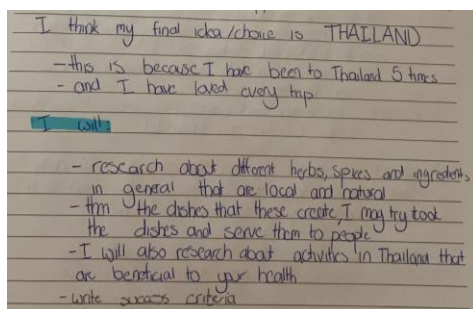 I think my final idea/choice is THAILAND
- this is because I have been to Thailand 5 times
- and I have loved every trip
I will:
- research about different herbs, spices and ingredients
in general that are local and natural
- then the dishes that these create, I may try to cook
the dishes and serve them to people
- I will also research about activities in Thailand that
are beneficial to your health
- write success criteria